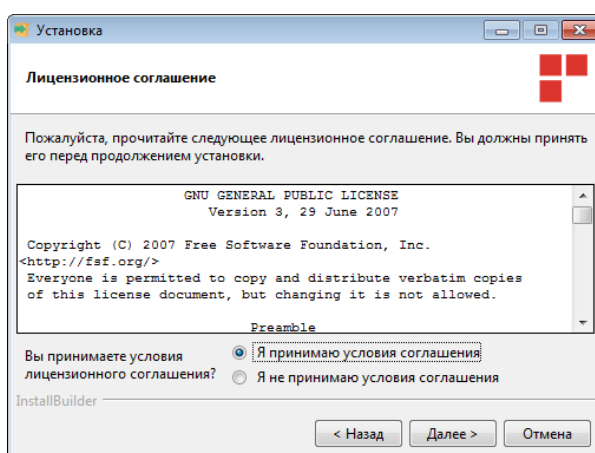 Установка
Лицензионное соглашение
Пожалуйста, прочитайте следующее лицензионное соглашение. Вы должны принять
его перед продолжением установки.
GNU GENERAL PUBLIC LICENSE
Version 3, 29 June 2007
Copyright (C) 2007 Free Software Foundation, Inc.
<http://fsf.org/>
Everyone is permitted to copy and distribute verbatim copies
of this license document, but changing it is not allowed.
Preamble
Вы принимаете условия
лицензионного соглашения?
Я принимаю условия соглашения
Я не принимаю условия соглашения
InstallBuilder
< Назад
Далее >
Отмена